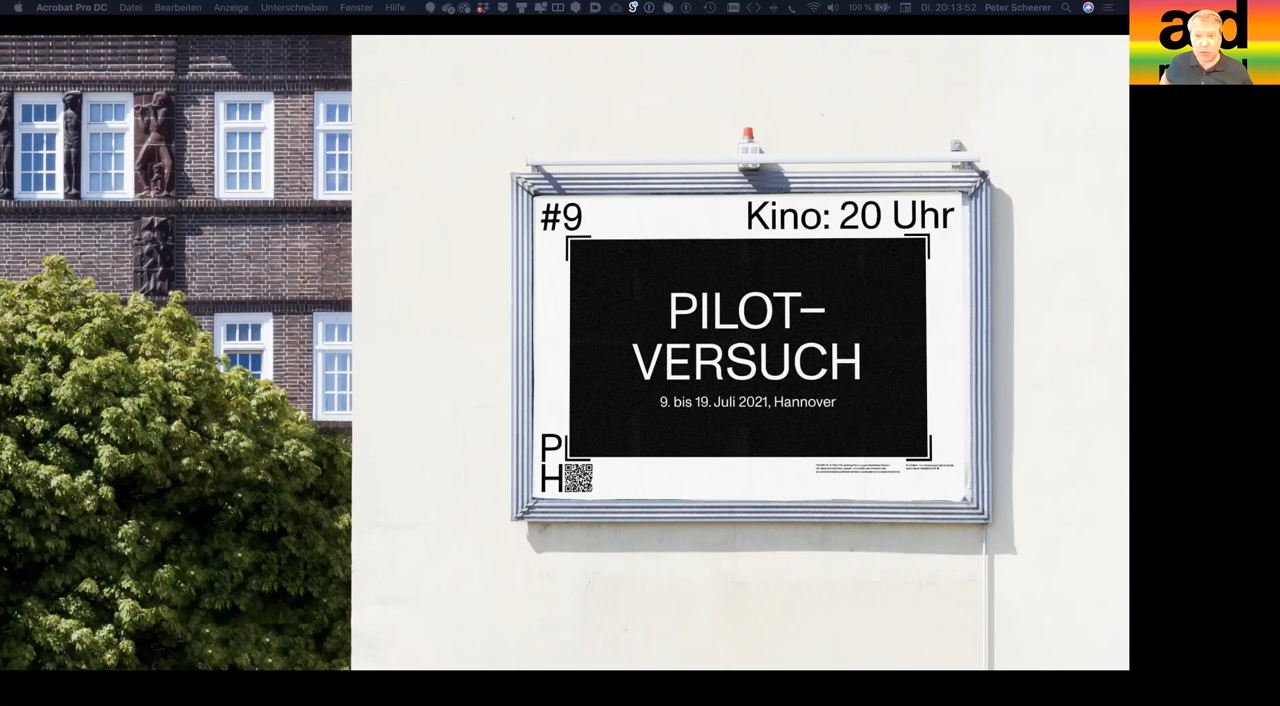 Acrobat Pro DC Datei Bearbeiten Anzeige Unterschreiben Fenster Hilfe 100 % Di. 20:13:52 Peter Scheerer
ad
#9 Kino: 20 Uhr
PILOT–
VERSUCH
9. bis 19. Juli 2021, Hannover
P
H